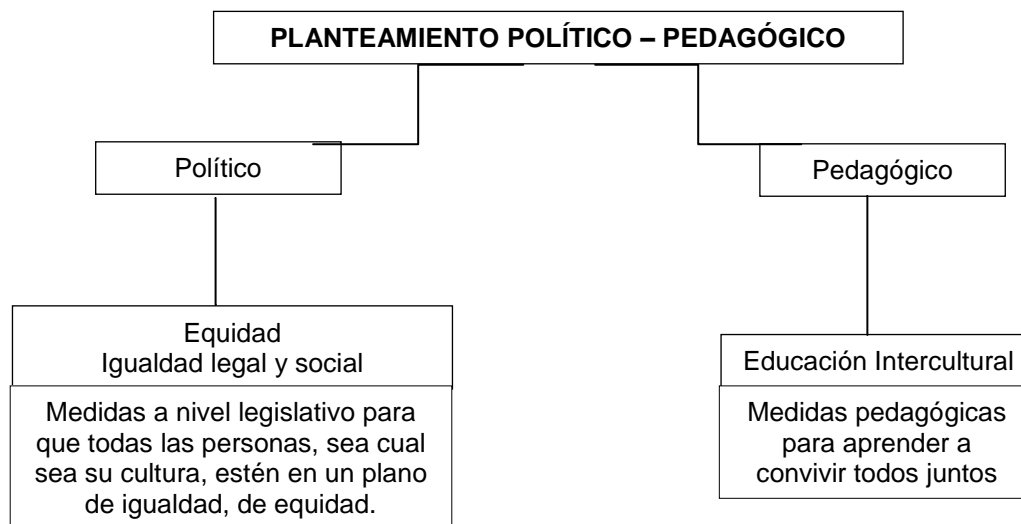 PLANTEAMIENTO POLÍTICO – PEDAGÓGICO
Político
Pedagógico
Equidad
Igualdad legal y social
Medidas a nivel legislativo para
que todas las personas, sea cual
sea su cultura, estén en un plano
de igualdad, de equidad.
Educación Intercultural
Medidas pedagógicas
para aprender a
convivir todos juntos